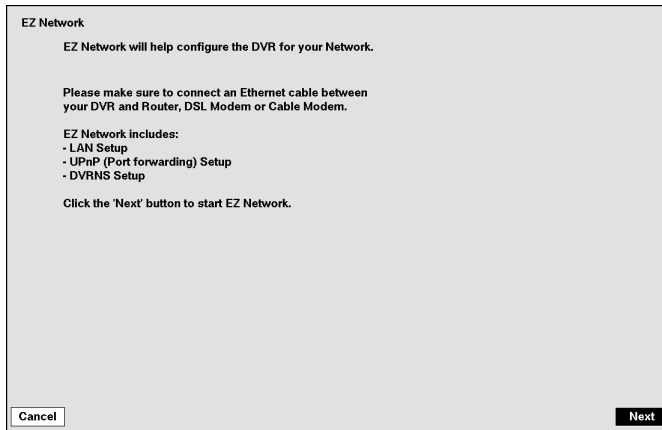 EZ Network
EZ Network will help configure the DVR for your Network.
Please make sure to connect an Ethernet cable between
your DVR and Router, DSL Modem or Cable Modem.
EZ Network includes:
- LAN Setup
- UPnP (Port forwarding) Setup
- DVRNS Setup
Click the 'Next' button to start EZ Network.
Cancel
Next